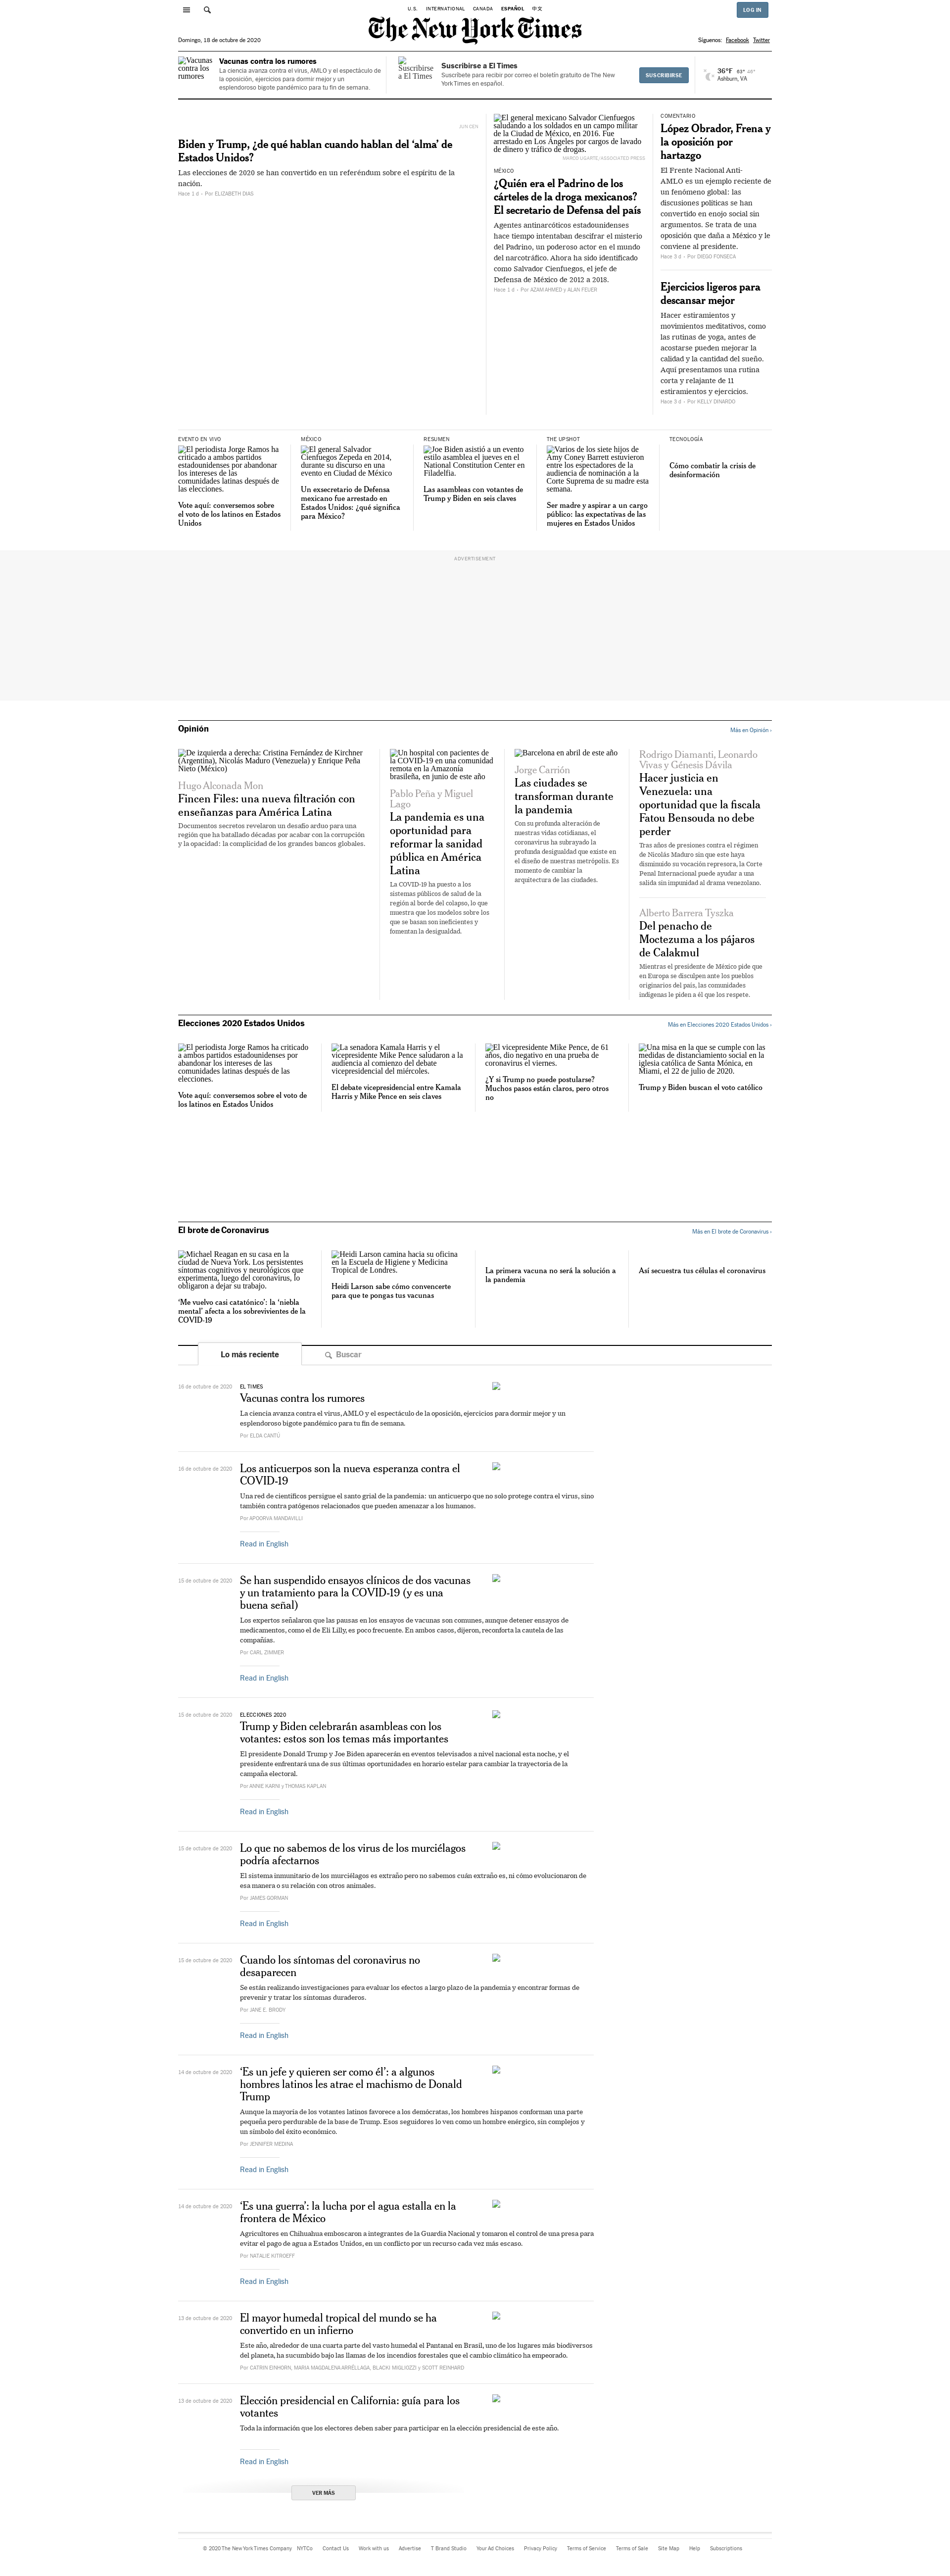 U.S. INTERNATIONAL CANADA ESPAÑOL 中文
LOG IN
The New York Times
Domingo, 18 de octubre de 2020
Síguenos: Facebook Twitter
Vacunas contra los rumores
Vacunas contra los rumores
La ciencia avanza contra el virus, AMLO y el espectáculo de
la oposición, ejercicios para dormir mejor y un
esplendoroso bigote pandémico para tu fin de semana.
Suscribirse a El Times
Suscribirse a El Times
Suscríbete para recibir por correo el boletín gratuito de The New
York Times en español.
SUSCRIBIRSE
36°F 63° 45°
Ashburn, VA
JUN CEN
Biden y Trump, ¿de qué hablan cuando hablan del ‘alma’ de
Estados Unidos?
Las elecciones de 2020 se han convertido en un referéndum sobre el espíritu de la
nación.
Hace 1 d - Por ELIZABETH DIAS
El general mexicano Salvador Cienfuegos
saludando a los soldados en un campo militar
de la Ciudad de México, en 2016. Fue
arrestado en Los Ángeles por cargos de lavado
de dinero y tráfico de drogas.
MARCO UGARTE/ASSOCIATED PRESS
MÉXICO
¿Quién era el Padrino de los
cárteles de la droga mexicanos?
El secretario de Defensa del país
Agentes antinarcóticos estadounidenses
hace tiempo intentaban descifrar el misterio
del Padrino, un poderoso actor en el mundo
del narcotráfico. Ahora ha sido identificado
como Salvador Cienfuegos, el jefe de
Defensa de México de 2012 a 2018.
Hace 1 d - Por AZAM AHMED y ALAN FEUER
COMENTARIO
López Obrador, Frena y
la oposición por
hartazgo
El Frente Nacional Anti-
AMLO es un ejemplo reciente de
un fenómeno global: las
discusiones políticas se han
convertido en enojo social sin
argumentos. Se trata de una
oposición que daña a México y le
conviene al presidente.
Hace 3 d - Por DIEGO FONSECA
Ejercicios ligeros para
descansar mejor
Hacer estiramientos y
movimientos meditativos, como
las rutinas de yoga, antes de
acostarse pueden mejorar la
calidad y la cantidad del sueño.
Aquí presentamos una rutina
corta y relajante de 11
estiramientos y ejercicios.
Hace 3 d - Por KELLY DINARDO
EVENTO EN VIVO
El periodista Jorge Ramos ha
criticado a ambos partidos
estadounidenses por abandonar
los intereses de las
comunidades latinas después de
las elecciones.
Vote aquí: conversemos sobre
el voto de los latinos en Estados
Unidos
MÉXICO
El general Salvador
Cienfuegos Zepeda en 2014,
durante su discurso en una
evento en Ciudad de México
Un exsecretario de Defensa
mexicano fue arrestado en
Estados Unidos: ¿qué significa
para México?
RESUMEN
Joe Biden asistió a un evento
estilo asamblea el jueves en el
National Constitution Center en
Filadelfia.
Las asambleas con votantes de
Trump y Biden en seis claves
THE UPSHOT
Varios de los siete hijos de
Amy Coney Barrett estuvieron
entre los espectadores de la
audiencia de nominación a la
Corte Suprema de su madre esta
semana.
Ser madre y aspirar a un cargo
público: las expectativas de las
mujeres en Estados Unidos
TECNOLOGÍA
Cómo combatir la crisis de
desinformación
ADVERTISEMENT
Opinión
Más en Opinión ›
De izquierda a derecha: Cristina Fernández de Kirchner
(Argentina), Nicolás Maduro (Venezuela) y Enrique Peña
Nieto (México)
Hugo Alconada Mon
Fincen Files: una nueva filtración con
enseñanzas para América Latina
Documentos secretos revelaron un desafío arduo para una
región que ha batallado décadas por acabar con la corrupción
y la opacidad: la complicidad de los grandes bancos globales.
Un hospital con pacientes de
la COVID-19 en una comunidad
remota en la Amazonía
brasileña, en junio de este año
Pablo Peña y Miguel
Lago
La pandemia es una
oportunidad para
reformar la sanidad
pública en América
Latina
La COVID-19 ha puesto a los
sistemas públicos de salud de la
región al borde del colapso, lo que
muestra que los modelos sobre los
que se basan son ineficientes y
fomentan la desigualdad.
Barcelona en abril de este año
Jorge Carrión
Las ciudades se
transforman durante
la pandemia
Con su profunda alteración de
nuestras vidas cotidianas, el
coronavirus ha subrayado la
profunda desigualdad que existe en
el diseño de nuestras metrópolis. Es
momento de cambiar la
arquitectura de las ciudades.
Rodrigo Diamanti, Leonardo
Vivas y Génesis Dávila
Hacer justicia en
Venezuela: una
oportunidad que la fiscala
Fatou Bensouda no debe
perder
Tras años de presiones contra el régimen
de Nicolás Maduro sin que este haya
disminuido su vocación represora, la Corte
Penal Internacional puede ayudar a una
salida sin impunidad al drama venezolano.
Alberto Barrera Tyszka
Del penacho de
Moctezuma a los pájaros
de Calakmul
Mientras el presidente de México pide que
en Europa se disculpen ante los pueblos
originarios del país, las comunidades
indígenas le piden a él que los respete.
Elecciones 2020 Estados Unidos
Más en Elecciones 2020 Estados Unidos ›
El periodista Jorge Ramos ha criticado
a ambos partidos estadounidenses por
abandonar los intereses de las
comunidades latinas después de las
elecciones.
Vote aquí: conversemos sobre el voto de
los latinos en Estados Unidos
La senadora Kamala Harris y el
vicepresidente Mike Pence saludaron a la
audiencia al comienzo del debate
vicepresidencial del miércoles.
El debate vicepresidencial entre Kamala
Harris y Mike Pence en seis claves
El vicepresidente Mike Pence, de 61
años, dio negativo en una prueba de
coronavirus el viernes.
¿Y si Trump no puede postularse?
Muchos pasos están claros, pero otros
no
Una misa en la que se cumple con las
medidas de distanciamiento social en la
iglesia católica de Santa Mónica, en
Miami, el 22 de julio de 2020.
Trump y Biden buscan el voto católico
El brote de Coronavirus
Más en El brote de Coronavirus ›
Michael Reagan en su casa en la
ciudad de Nueva York. Los persistentes
síntomas cognitivos y neurológicos que
experimenta, luego del coronavirus, lo
obligaron a dejar su trabajo.
‘Me vuelvo casi catatónico’: la ‘niebla
mental’ afecta a los sobrevivientes de la
COVID-19
Heidi Larson camina hacia su oficina
en la Escuela de Higiene y Medicina
Tropical de Londres.
Heidi Larson sabe cómo convencerte
para que te pongas tus vacunas
La primera vacuna no será la solución a
la pandemia
Así secuestra tus células el coronavirus
Lo más reciente
Buscar
16 de octubre de 2020
EL TIMES
Vacunas contra los rumores
La ciencia avanza contra el virus, AMLO y el espectáculo de la oposición, ejercicios para dormir mejor y un
esplendoroso bigote pandémico para tu fin de semana.
Por ELDA CANTÚ
16 de octubre de 2020
Los anticuerpos son la nueva esperanza contra el
COVID-19
Una red de científicos persigue el santo grial de la pandemia: un anticuerpo que no solo protege contra el virus, sino
también contra patógenos relacionados que pueden amenazar a los humanos.
Por APOORVA MANDAVILLI
Read in English
15 de octubre de 2020
Se han suspendido ensayos clínicos de dos vacunas
y un tratamiento para la COVID-19 (y es una
buena señal)
Los expertos señalaron que las pausas en los ensayos de vacunas son comunes, aunque detener ensayos de
medicamentos, como el de Eli Lilly, es poco frecuente. En ambos casos, dijeron, reconforta la cautela de las
compañías.
Por CARL ZIMMER
Read in English
15 de octubre de 2020
ELECCIONES 2020
Trump y Biden celebrarán asambleas con los
votantes: estos son los temas más importantes
El presidente Donald Trump y Joe Biden aparecerán en eventos televisados a nivel nacional esta noche, y el
presidente enfrentará una de sus últimas oportunidades en horario estelar para cambiar la trayectoria de la
campaña electoral.
Por ANNIE KARNI y THOMAS KAPLAN
Read in English
15 de octubre de 2020
Lo que no sabemos de los virus de los murciélagos
podría afectarnos
El sistema inmunitario de los murciélagos es extraño pero no sabemos cuán extraño es, ni cómo evolucionaron de
esa manera o su relación con otros animales.
Por JAMES GORMAN
Read in English
15 de octubre de 2020
Cuando los síntomas del coronavirus no
desaparecen
Se están realizando investigaciones para evaluar los efectos a largo plazo de la pandemia y encontrar formas de
prevenir y tratar los síntomas duraderos.
Por JANE E. BRODY
Read in English
14 de octubre de 2020
‘Es un jefe y quieren ser como él’: a algunos
hombres latinos les atrae el machismo de Donald
Trump
Aunque la mayoría de los votantes latinos favorece a los demócratas, los hombres hispanos conforman una parte
pequeña pero perdurable de la base de Trump. Esos seguidores lo ven como un hombre enérgico, sin complejos y
un símbolo del éxito económico.
Por JENNIFER MEDINA
Read in English
14 de octubre de 2020
‘Es una guerra’: la lucha por el agua estalla en la
frontera de México
Agricultores en Chihuahua emboscaron a integrantes de la Guardia Nacional y tomaron el control de una presa para
evitar el pago de agua a Estados Unidos, en un conflicto por un recurso cada vez más escaso.
Por NATALIE KITROEFF
Read in English
13 de octubre de 2020
El mayor humedal tropical del mundo se ha
convertido en un infierno
Este año, alrededor de una cuarta parte del vasto humedal el Pantanal en Brasil, uno de los lugares más biodiversos
del planeta, ha sucumbido bajo las llamas de los incendios forestales que el cambio climático ha empeorado.
Por CATRIN EINHORN, MARIA MAGDALENA ARRÉLLAGA, BLACKI MIGLIOZZI y SCOTT REINHARD
13 de octubre de 2020
Elección presidencial en California: guía para los
votantes
Toda la información que los electores deben saber para participar en la elección presidencial de este año.
Read in English
VER MÁS
© 2020 The New York Times Company NYTCo Contact Us Work with us Advertise T Brand Studio Your Ad Choices Privacy Policy Terms of Service Terms of Sale Site Map Help Subscriptions